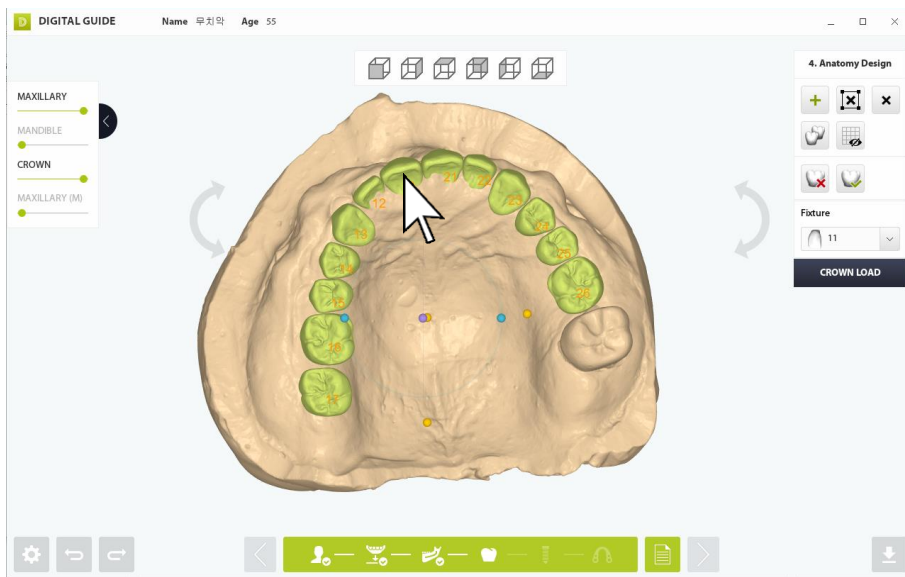 DIGITAL GUIDE Name 무치악 Age 55
MAXILLARY
MANDIBLE
CROWN
MAXILLARY (M)
4. Anatomy Design
Fixture
11
CROWN LOAD
12
21
22
13
23
14
24
15
25
16
26
17